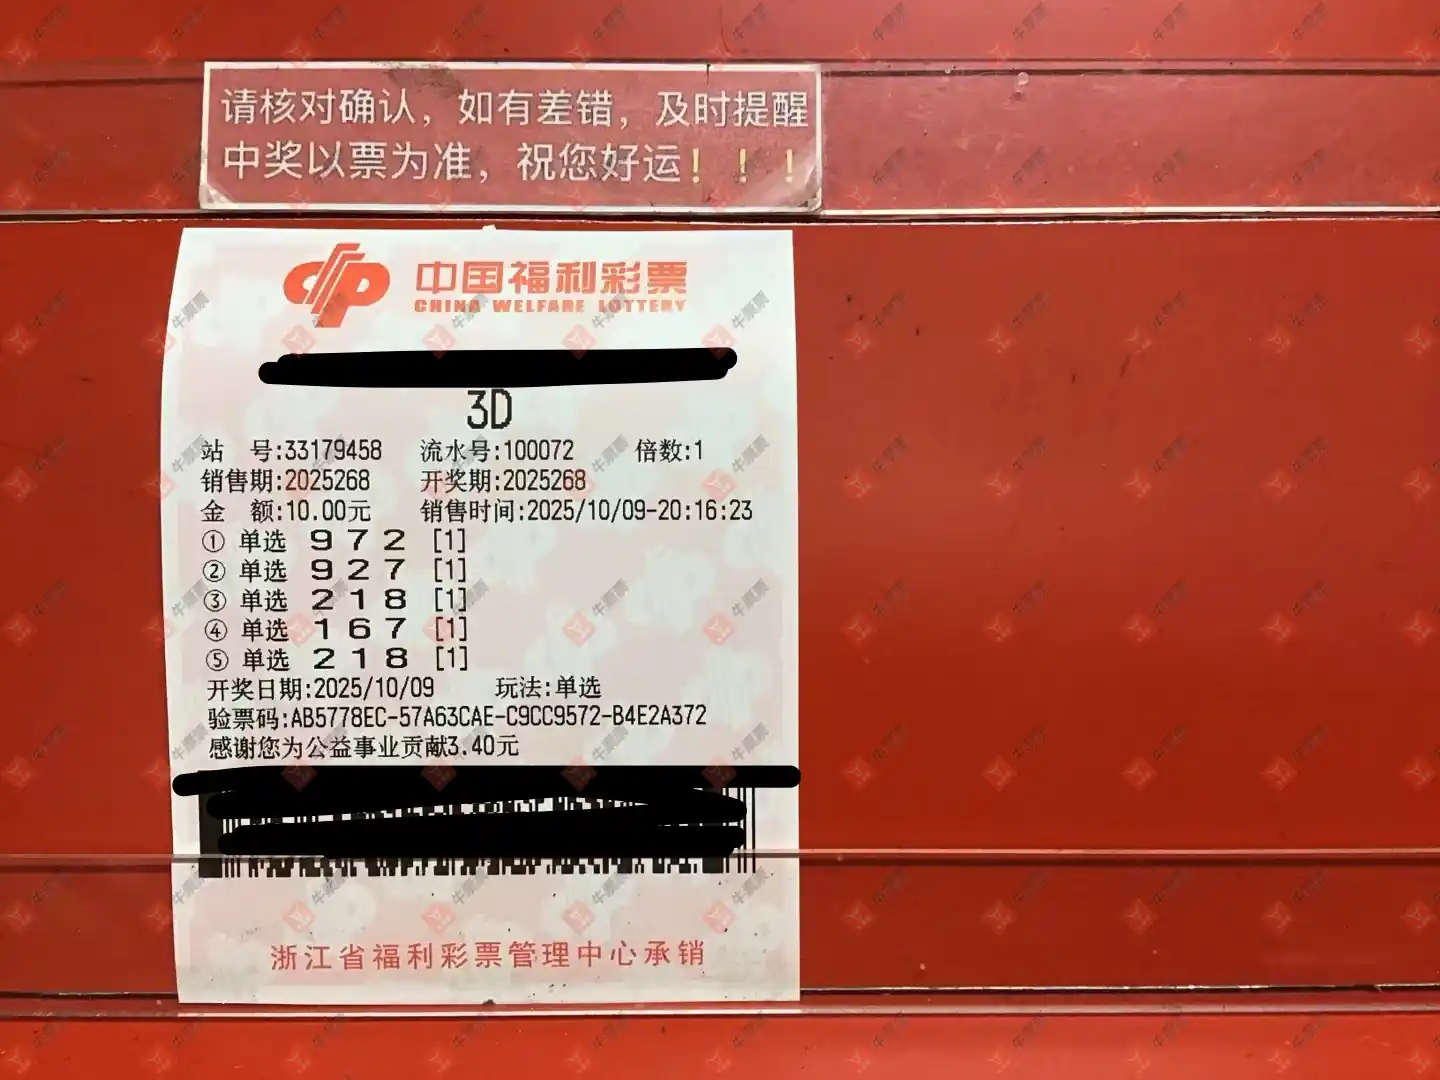 请核对确认，如有差错，及时提醒
中奖以票为准，祝您好运！！！
中国福利彩票
CHINA WELFARE LOTTERY
3D
站 号:33179458 流水号:100072 倍数:1
销售期:2025268 开奖期:2025268
金 额:10.00元 销售时间:2025/10/09-20:16:23
① 单选 9 7 2 [1]
② 单选 9 2 7 [1]
③ 单选 2 1 8 [1]
④ 单选 1 6 7 [1]
⑤ 单选 2 1 8 [1]
开奖日期:2025/10/09 玩法:单选
验票码:AB5778EC-57A63CAE-C9CC9572-B4E2A372
感谢您为公益事业贡献3.40元
浙江省福利彩票管理中心承销
牛票票